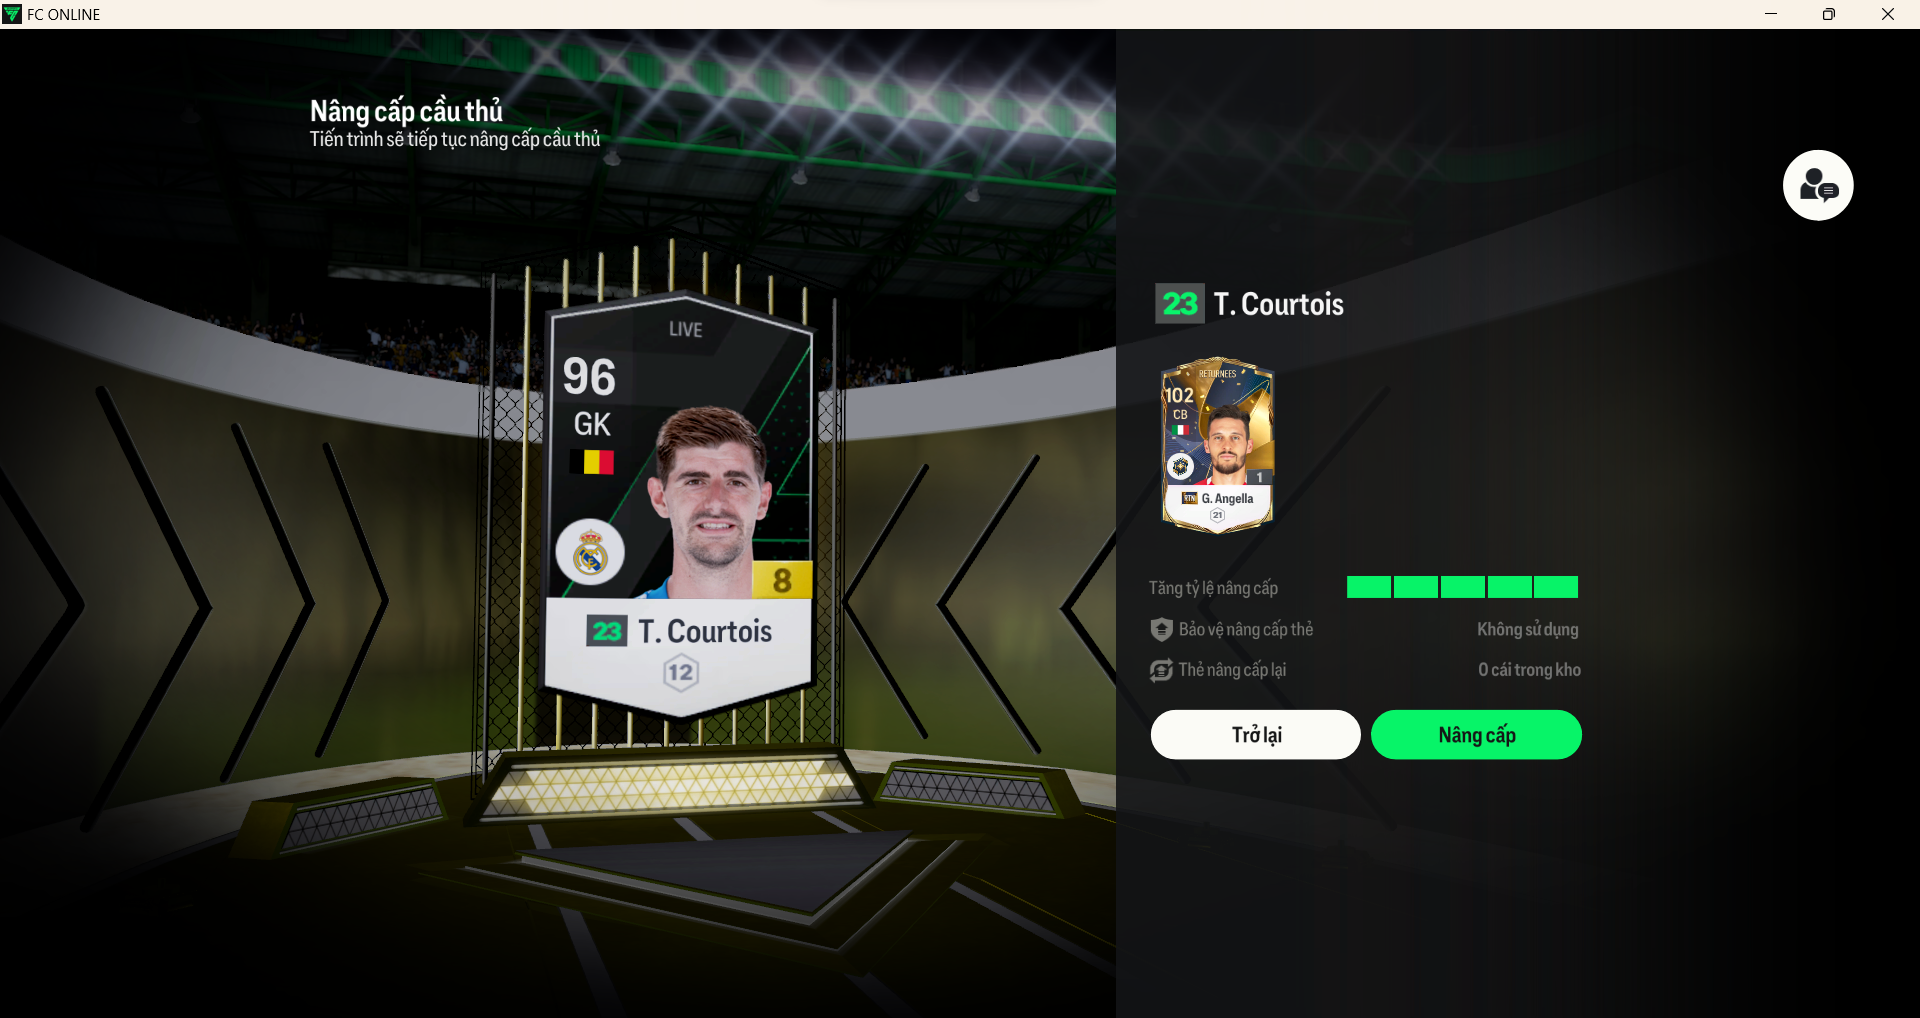 FC ONLINE
Nâng cấp cầu thủ
Tiến trình sẽ tiếp tục nâng cấp cầu thủ
LIVE
96
GK
8
23 T. Courtois
12
23 T. Courtois
RETURNEES
102
CB
1
RTN G. Angella
21
Tăng tỷ lệ nâng cấp
Bảo vệ nâng cấp thẻ Không sử dụng
Thẻ nâng cấp lại 0 cái trong kho
Trở lại Nâng cấp